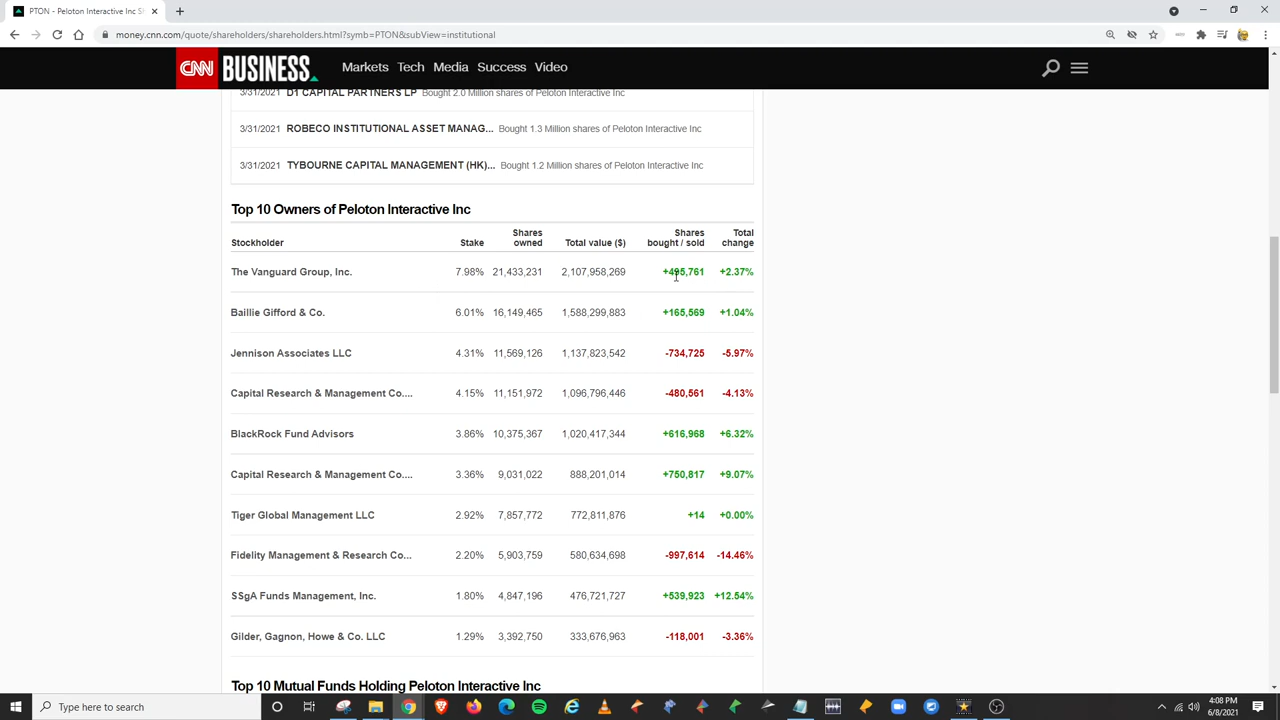 PTON - Peloton Interactive Inc S
money.cnn.com/quote/shareholders/shareholders.html?symb=PTON&subView=institutional
CNN BUSINESS Markets Tech Media Success Video
3/31/2021 D1 CAPITAL PARTNERS LP Bought 2.0 Million shares of Peloton Interactive Inc
3/31/2021 ROBECO INSTITUTIONAL ASSET MANAG... Bought 1.3 Million shares of Peloton Interactive Inc
3/31/2021 TYBOURNE CAPITAL MANAGEMENT (HK)... Bought 1.2 Million shares of Peloton Interactive Inc
Top 10 Owners of Peloton Interactive Inc
Stockholder Stake Shares owned Total value ($) Shares bought / sold Total change
The Vanguard Group, Inc. 7.98% 21,433,231 2,107,958,269 +495,761 +2.37%
Baillie Gifford & Co. 6.01% 16,149,465 1,588,299,883 +165,569 +1.04%
Jennison Associates LLC 4.31% 11,569,126 1,137,823,542 -734,725 -5.97%
Capital Research & Management Co.... 4.15% 11,151,972 1,096,796,446 -480,561 -4.13%
BlackRock Fund Advisors 3.86% 10,375,367 1,020,417,344 +616,968 +6.32%
Capital Research & Management Co.... 3.36% 9,031,022 888,201,014 +750,817 +9.07%
Tiger Global Management LLC 2.92% 7,857,772 772,811,876 +14 +0.00%
Fidelity Management & Research Co... 2.20% 5,903,759 580,634,698 -997,614 -14.46%
SSgA Funds Management, Inc. 1.80% 4,847,196 476,721,727 +539,923 +12.54%
Gilder, Gagnon, Howe & Co. LLC 1.29% 3,392,750 333,676,963 -118,001 -3.36%
Top 10 Mutual Funds Holding Peloton Interactive Inc
Type here to search
4:08 PM
6/8/2021